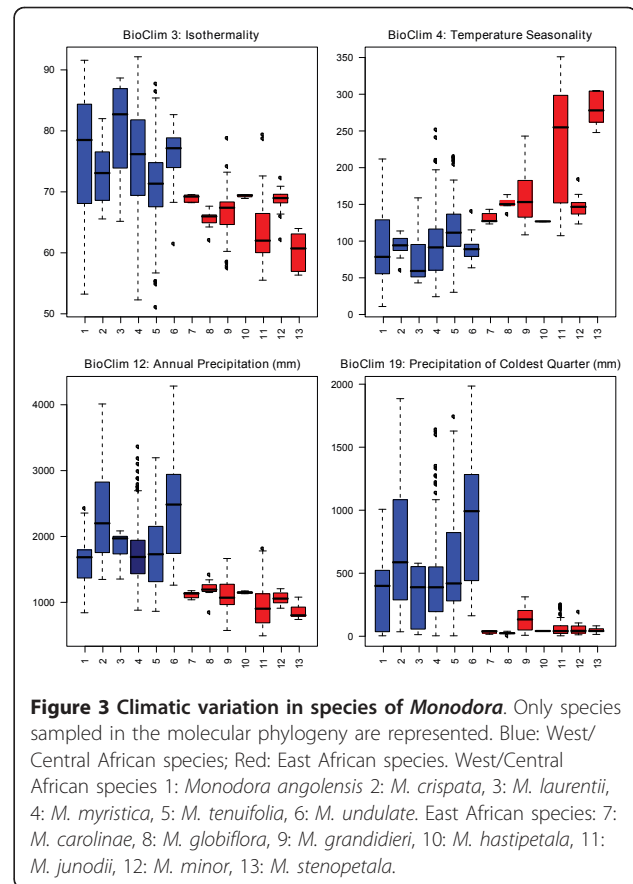 BioClim 3: Isothermality
90
80
70
60
50
1 2 3 4 5 6 7 8 9 10 11 12 13
BioClim 4: Temperature Seasonality
350
300
250
200
150
100
50
0
1 2 3 4 5 6 7 8 9 10 11 12 13
BioClim 12: Annual Precipitation (mm)
4000
3000
2000
1000
1 2 3 4 5 6 7 8 9 10 11 12 13
BioClim 19: Precipitation of Coldest Quarter (mm)
2000
1500
1000
500
0
1 2 3 4 5 6 7 8 9 10 11 12 13
Figure 3 Climatic variation in species of Monodora. Only species
sampled in the molecular phylogeny are represented. Blue: West/
Central African species; Red: East African species. West/Central
African species 1: Monodora angolensis 2: M. crispata, 3: M. laurentii,
4: M. myristica, 5: M. tenuifolia, 6: M. undulate. East African species: 7:
M. carolinae, 8: M. globiflora, 9: M. grandidieri, 10: M. hastipetala, 11:
M. junodii, 12: M. minor, 13: M. stenopetala.